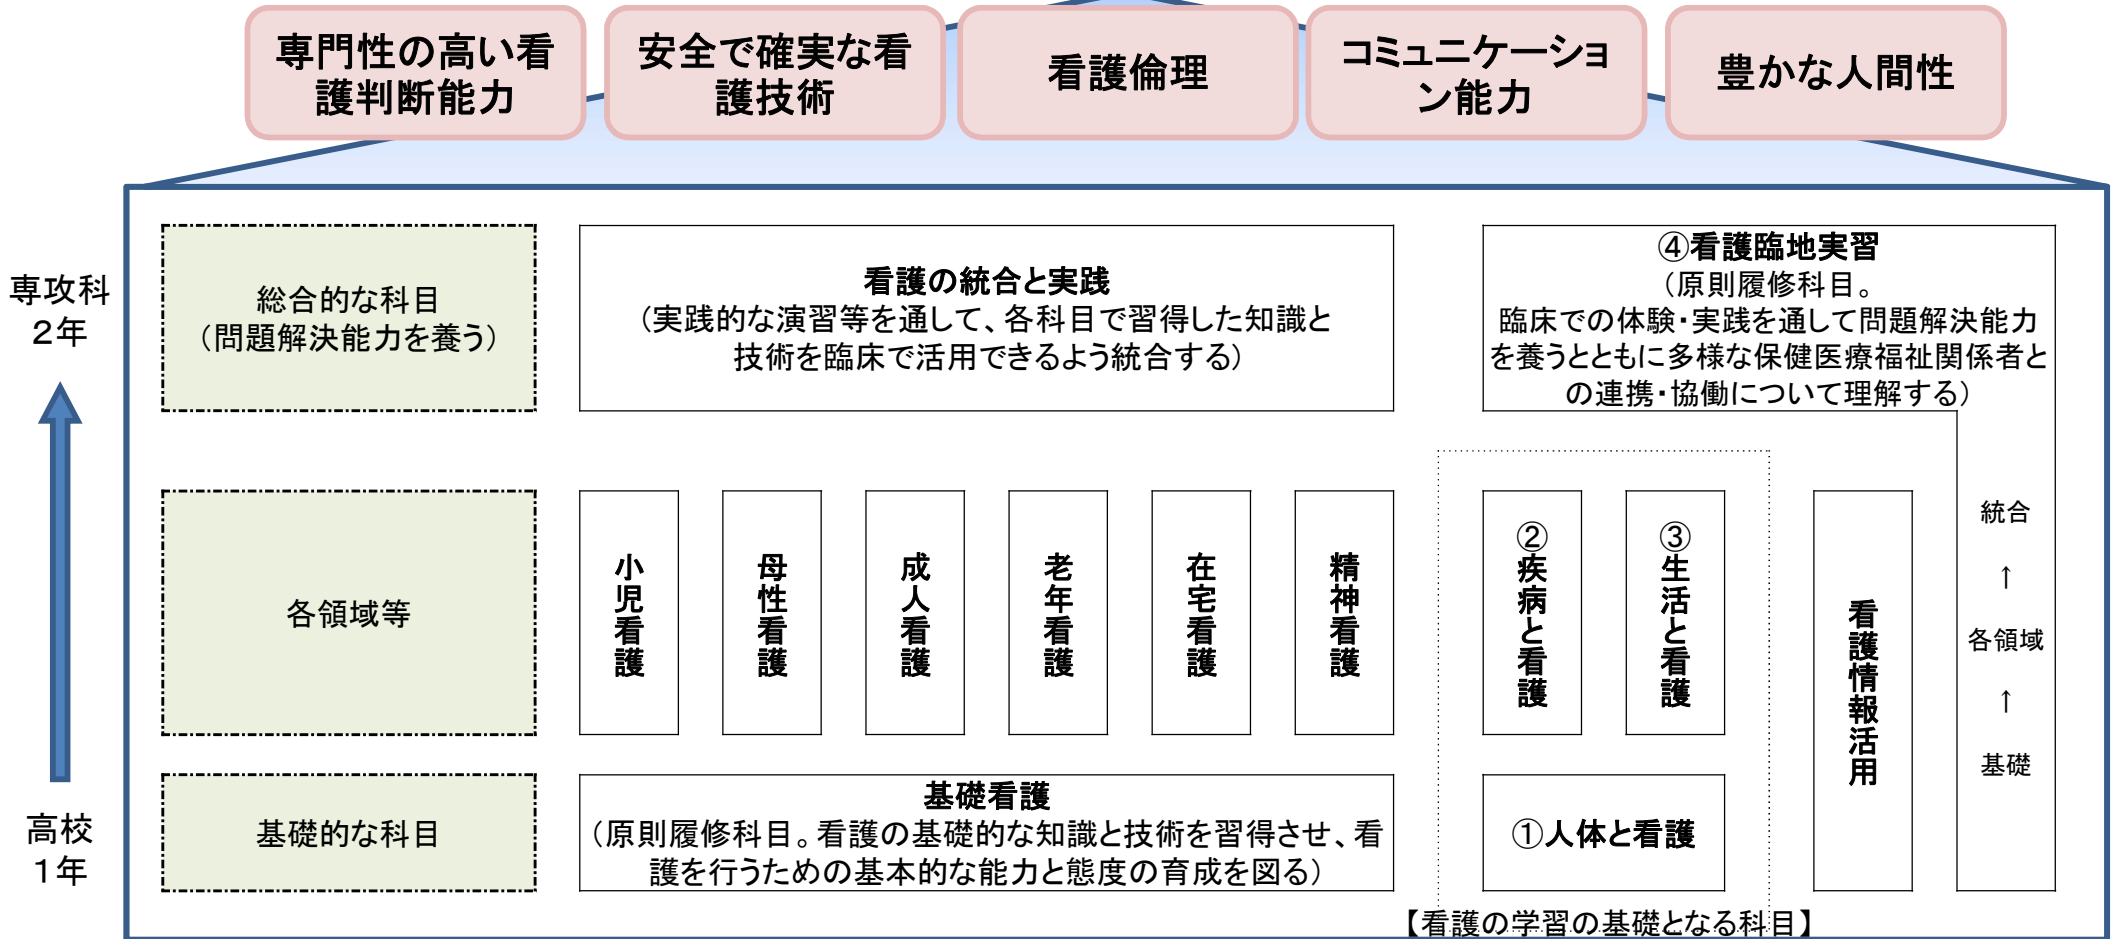 専門性の高い看
護判断能力
安全で確実な看
護技術
看護倫理
コミュニケーショ
ン能力
豊かな人間性
専攻科
２年
高校
１年
総合的な科目
（問題解決能力を養う）
看護の統合と実践
（実践的な演習等を通して、各科目で習得した知識と
技術を臨床で活用できるよう統合する）
④看護臨地実習
（原則履修科目。
臨床での体験・実践を通して問題解決能力
を養うとともに多様な保健医療福祉関係者と
の連携・協働について理解する）
統合
↑
各領域
↑
基礎
各領域等
小児看護
母性看護
成人看護
老年看護
在宅看護
精神看護
②疾病と看護
③生活と看護
看護情報活用
基礎的な科目
基礎看護
（原則履修科目。看護の基礎的な知識と技術を習得させ、看
護を行うための基本的な能力と態度の育成を図る）
①人体と看護
【看護の学習の基礎となる科目】